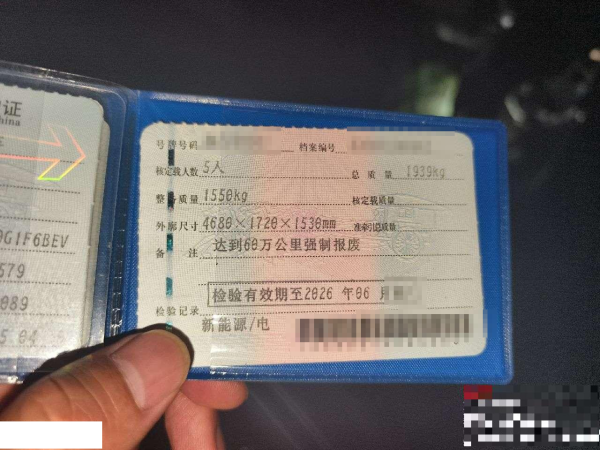 证
hina
G1F6BEV
579
089
5 04
号牌号码 档案编号
核定载人数 5人 总质量 1939kg
整备质量 1550kg 核定载质量
外廓尺寸 4680×1720×1530mm 准牵引总质量
备注 达到60万公里强制报废
检验有效期至2026 年06 月
检验记录
新能源/电